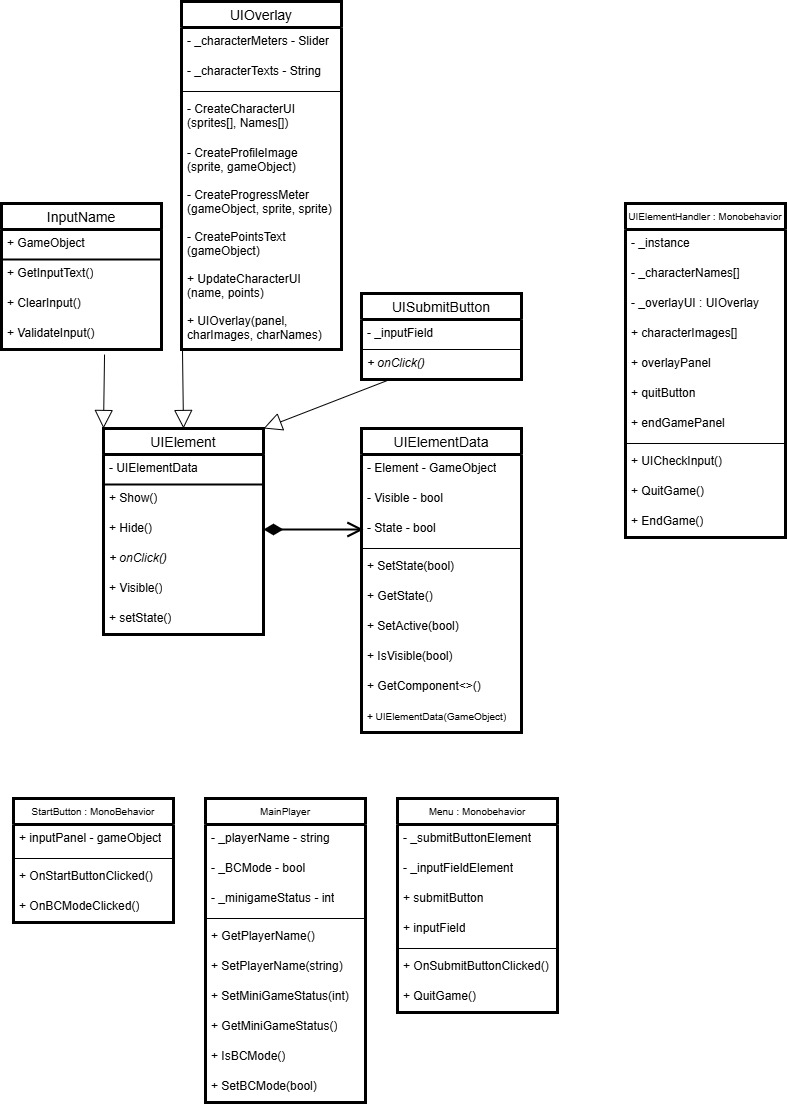 UIOverlay
- _characterMeters - Slider
- _characterTexts - String
- CreateCharacterUI
(sprites[], Names[])
- CreateProfileImage
(sprite, gameObject)
- CreateProgressMeter
(gameObject, sprite, sprite)
- CreatePointsText
(gameObject)
+ UpdateCharacterUI
(name, points)
+ UIOverlay(panel,
charImages, charNames)
InputName
+ GameObject
+ GetInputText()
+ ClearInput()
+ ValidateInput()
UISubmitButton
- _inputField
+ onClick()
UIElementHandler : Monobehavior
- _instance
- _characterNames[]
- _overlayUI : UIOverlay
+ characterImages[]
+ overlayPanel
+ quitButton
+ endGamePanel
+ UICheckInput()
+ QuitGame()
+ EndGame()
UIElement
- UIElementData
+ Show()
+ Hide()
+ onClick()
+ Visible()
+ setState()
UIElementData
- Element - GameObject
- Visible - bool
- State - bool
+ SetState(bool)
+ GetState()
+ SetActive(bool)
+ IsVisible(bool)
+ GetComponent<>()
+ UIElementData(GameObject)
StartButton : MonoBehavior
+ inputPanel - gameObject
+ OnStartButtonClicked()
+ OnBCModeClicked()
MainPlayer
- _playerName - string
- _BCMode - bool
- _minigameStatus - int
+ GetPlayerName()
+ SetPlayerName(string)
+ SetMiniGameStatus(int)
+ GetMiniGameStatus()
+ IsBCMode()
+ SetBCMode(bool)
Menu : Monobehavior
- _submitButtonElement
- _inputFieldElement
+ submitButton
+ inputField
+ OnSubmitButtonClicked()
+ QuitGame()